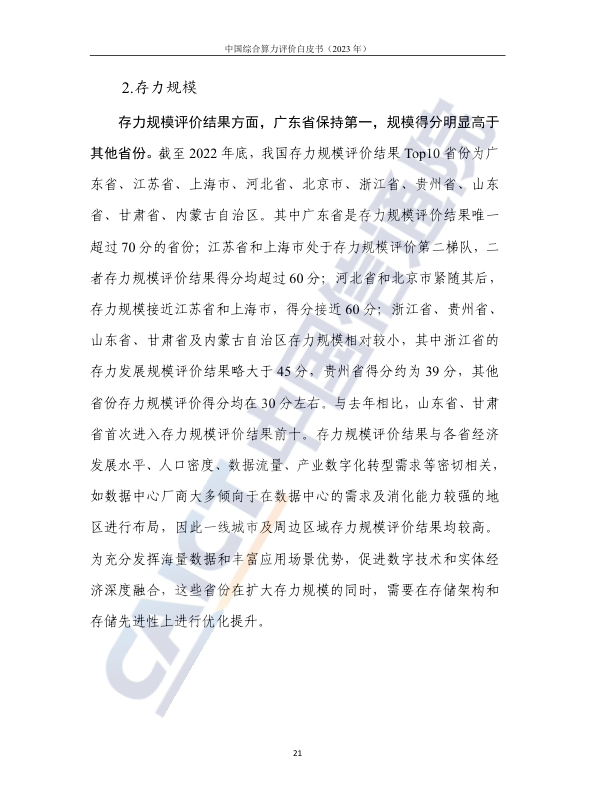 中国综合算力评价白皮书（2023 年）
2.存力规模
存力规模评价结果方面，广东省保持第一，规模得分明显高于
其他省份。截至 2022 年底，我国存力规模评价结果 Top10 省份为广
东省、江苏省、上海市、河北省、北京市、浙江省、贵州省、山东
省、甘肃省、内蒙古自治区。其中广东省是存力规模评价结果唯一
超过 70 分的省份；江苏省和上海市处于存力规模评价第二梯队，二
者存力规模评价结果得分均超过 60 分；河北省和北京市紧随其后，
存力规模接近江苏省和上海市，得分接近 60 分；浙江省、贵州省、
山东省、甘肃省及内蒙古自治区存力规模相对较小，其中浙江省的
存力发展规模评价结果略大于 45 分，贵州省得分约为 39 分，其他
省份存力规模评价得分均在 30 分左右。与去年相比，山东省、甘肃
省首次进入存力规模评价结果前十。存力规模评价结果与各省经济
发展水平、人口密度、数据流量、产业数字化转型需求等密切相关，
如数据中心厂商大多倾向于在数据中心的需求及消化能力较强的地
区进行布局，因此一线城市及周边区域存力规模评价结果均较高。
为充分发挥海量数据和丰富应用场景优势，促进数字技术和实体经
济深度融合，这些省份在扩大存力规模的同时，需要在存储架构和
存储先进性上进行优化提升。
CAICT 中国信通院
21